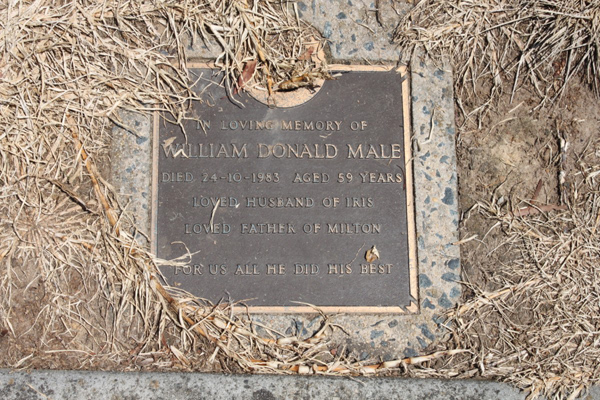 IN LOVING MEMORY OF
WILLIAM DONALD MALE
DIED 24-10-1983 AGED 59 YEARS
LOVED HUSBAND OF IRIS
LOVED FATHER OF MILTON
FOR US ALL HE DID HIS BEST